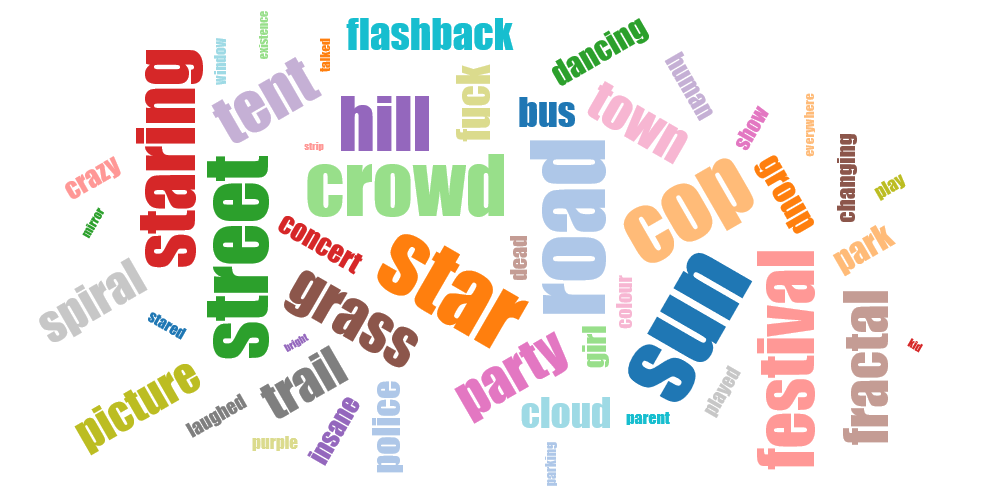 flashback
dancing
existence
window
talked
staring
tent
hill
fuck
bus
town
human
show
everywhere
strip
crazy
mirror
street
crowd
road
cop
group
changing
play
park
concert
star
dead
colour
sun
festival
fractal
kid
spiral
stared
grass
bright
girl
picture
laughed
trail
party
cloud
parent
played
purple
insane
police
parking